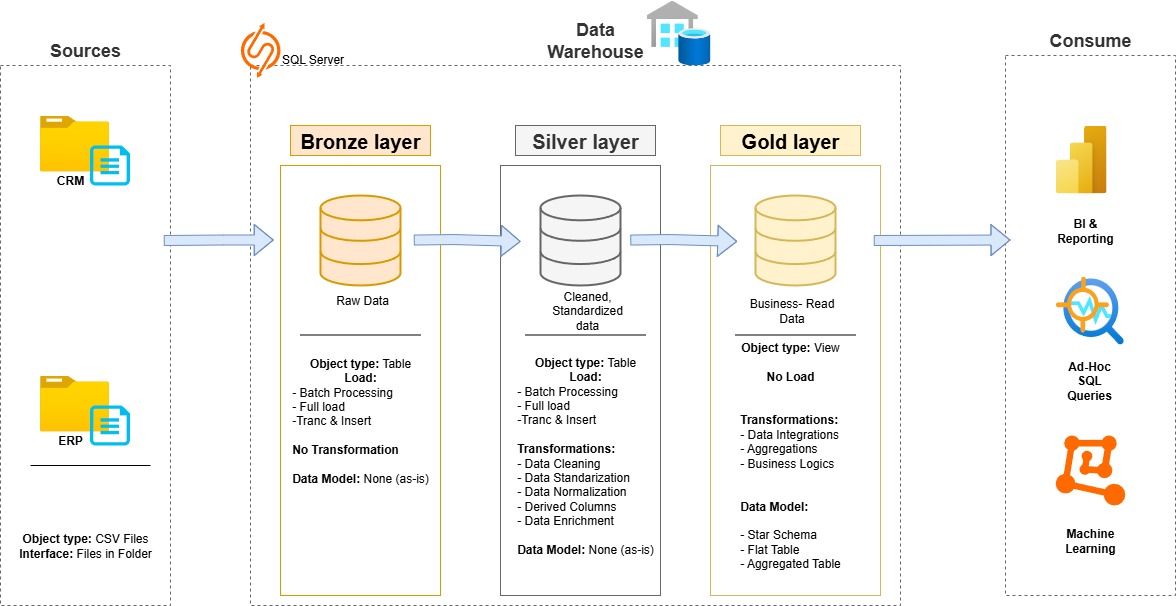 Sources
CRM
ERP
Object type: CSV Files
Interface: Files in Folder
SQL Server
Data
Warehouse
Bronze layer
Raw Data
Object type: Table
Load:
- Batch Processing
- Full load
-Tranc & Insert
No Transformation
Data Model: None (as-is)
Silver layer
Cleaned,
Standardized
data
Object type: Table
Load:
- Batch Processing
- Full load
-Tranc & Insert
Transformations:
- Data Cleaning
- Data Standarization
- Data Normalization
- Derived Columns
- Data Enrichment
Data Model: None (as-is)
Gold layer
Business- Read
Data
Object type: View
No Load
Transformations:
- Data Integrations
- Aggregations
- Business Logics
Data Model:
- Star Schema
- Flat Table
- Aggregated Table
Consume
BI &
Reporting
Ad-Hoc
SQL
Queries
Machine
Learning